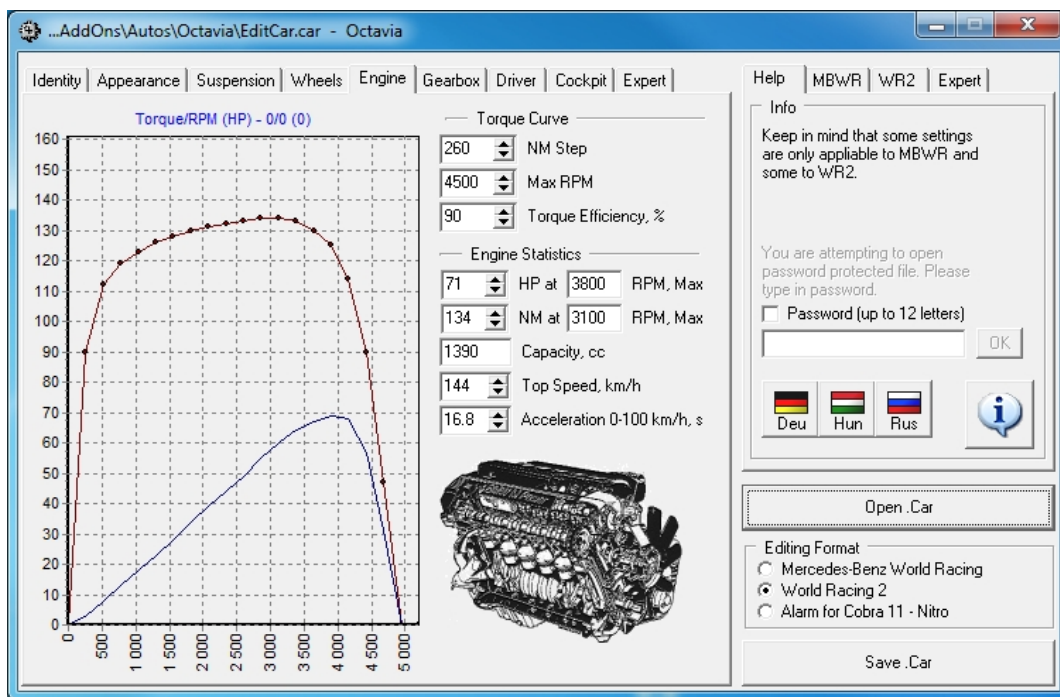 ...AddOns\Autos\Octavia\EditCar.car - Octavia
Identity Appearance Suspension Wheels Engine Gearbox Driver Cockpit Expert
Torque/RPM (HP) - 0/0 (0)
160
150
140
130
120
110
100
90
80
70
60
50
40
30
20
10
0
0 500 1 000 1 500 2 000 2 500 3 000 3 500 4 000 4 500 5 000
Torque Curve
260 NM Step
4500 Max RPM
90 Torque Efficiency, %
Engine Statistics
71 HP at 3800 RPM, Max
134 NM at 3100 RPM, Max
1390 Capacity, cc
144 Top Speed, km/h
16.8 Acceleration 0-100 km/h, s
Help MBWR WR2 Expert
Info
Keep in mind that some settings
are only appliable to MBWR and
some to WR2.
You are attempting to open
password protected file. Please
type in password.
Password (up to 12 letters)
OK
Deu Hun Rus
Open .Car
Editing Format
Mercedes-Benz World Racing
World Racing 2
Alarm for Cobra 11 - Nitro
Save .Car